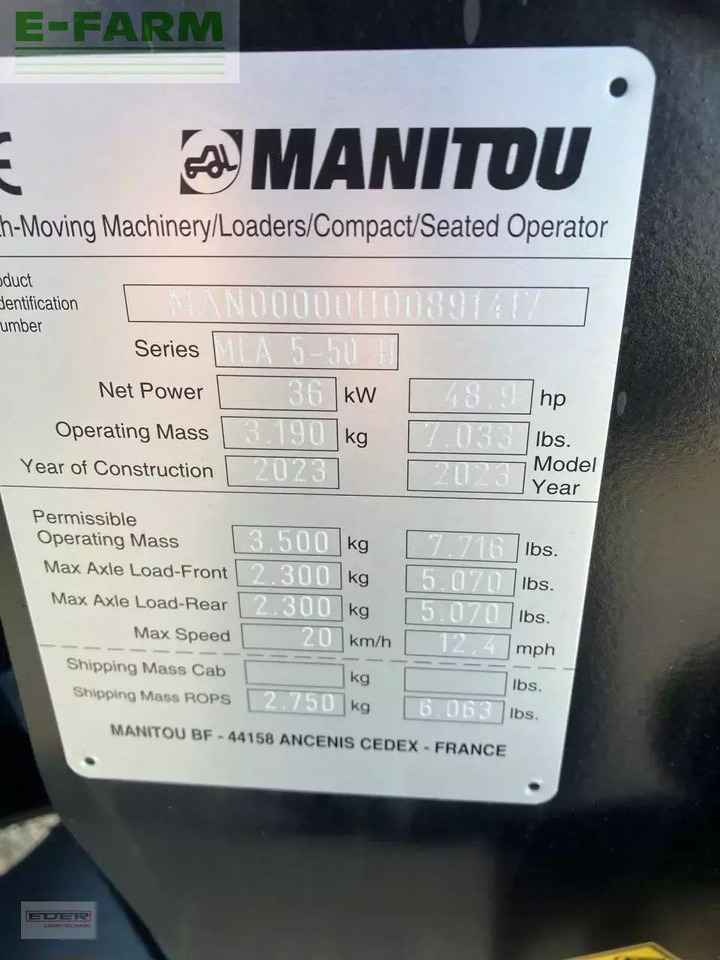 E-FARM
MANITOU
h-Moving Machinery/Loaders/Compact/Seated Operator
oduct
dentification
umber
MAN00000H00891417
Series MLA 5-50 H
Net Power 36 kW 48.9 hp
Operating Mass 3.190 kg 7.033 lbs.
Year of Construction 2023 2023 Model Year
Permissible
Operating Mass 3.500 kg 7.716 lbs.
Max Axle Load-Front 2.300 kg 5.070 lbs.
Max Axle Load-Rear 2.300 kg 5.070 lbs.
Max Speed 20 km/h 12.4 mph
Shipping Mass Cab kg lbs.
Shipping Mass ROPS 2.750 kg 6.063 lbs.
MANITOU BF - 44158 ANCENIS CEDEX - FRANCE
EDER